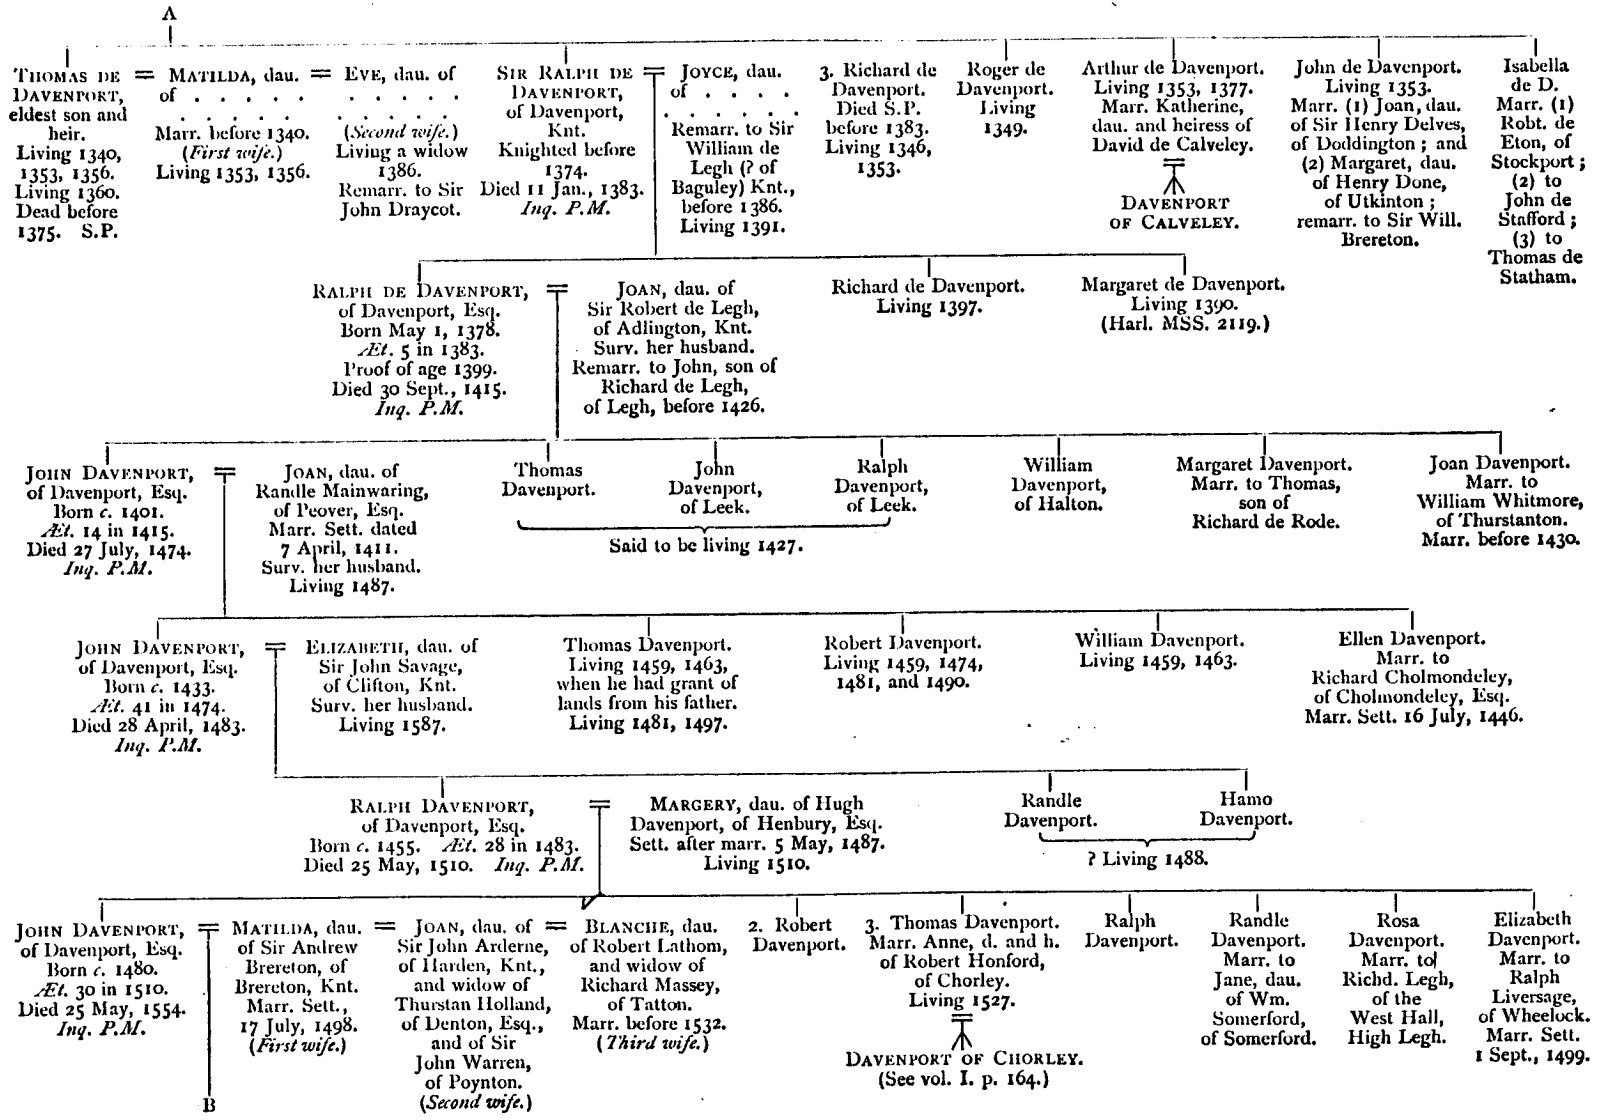 A
THOMAS DE
DAVENPORT,
eldest son and
heir.
Living 1340,
1353, 1356.
Living 1360.
Dead before
1375. S.P.
=
MATILDA, dau.
of . . . . .
. . . . . .
Marr. before 1340.
(First wife.)
Living 1353, 1356.
=
EVE, dau. of
. . . . . .
(Second wife.)
Living a widow
1386.
Remarr. to Sir
John Draycot.
SIR RALPH DE
DAVENPORT,
of Davenport,
Knt.
Knighted before
1374.
Died 11 Jan., 1383.
Inq. P.M.
=
JOYCE, dau.
of . . . .
. . . . . .
Remarr. to Sir
William de
Legh (? of
Baguley) Knt.,
before 1386.
Living 1391.
3. Richard de
Davenport.
Died S.P.
before 1383.
Living 1346,
1353.
Roger de
Davenport.
Living
1349.
Arthur de Davenport.
Living 1353, 1377.
Marr. Katherine,
dau. and heiress of
David de Calveley.
DAVENPORT
OF CALVELEY.
John de Davenport.
Living 1353.
Marr. (1) Joan, dau.
of Sir Henry Delves,
of Doddington; and
(2) Margaret, dau.
of Henry Done,
of Utkinton;
remarr. to Sir Will.
Brereton.
Isabella
de D.
Marr. (1)
Robt. de
Eton, of
Stockport;
(2) to
John de
Stafford;
(3) to
Thomas de
Statham.
RALPH DE DAVENPORT,
of Davenport, Esq.
Born May 1, 1378.
Æt. 5 in 1383.
Proof of age 1399.
Died 30 Sept., 1415.
Inq. P.M.
=
JOAN, dau. of
Sir Robert de Legh,
of Adlington, Knt.
Surv. her husband.
Remarr. to John, son of
Richard de Legh,
of Legh, before 1426.
Richard de Davenport.
Living 1397.
Margaret de Davenport.
Living 1390.
(Harl. MSS. 2119.)
JOHN DAVENPORT,
of Davenport, Esq.
Born c. 1401.
Æt. 14 in 1415.
Died 27 July, 1474.
Inq. P.M.
=
JOAN, dau. of
Randle Mainwaring,
of Peover, Esq.
Marr. Sett. dated
7 April, 1411.
Surv. her husband.
Living 1487.
Thomas
Davenport.
John
Davenport,
of Leek.
Ralph
Davenport,
of Leek.
Said to be living 1427.
William
Davenport,
of Halton.
Margaret Davenport.
Marr. to Thomas,
son of
Richard de Rode.
Joan Davenport.
Marr. to
William Whitmore,
of Thurstanton.
Marr. before 1430.
JOHN DAVENPORT,
of Davenport, Esq.
Born c. 1433.
Æt. 41 in 1474.
Died 28 April, 1483.
Inq. P.M.
=
ELIZABETH, dau. of
Sir John Savage,
of Clifton, Knt.
Surv. her husband.
Living 1587.
Thomas Davenport.
Living 1459, 1463,
when he had grant of
lands from his father.
Living 1481, 1497.
Robert Davenport.
Living 1459, 1474,
1481, and 1490.
William Davenport.
Living 1459, 1463.
Ellen Davenport.
Marr. to
Richard Cholmondeley,
of Cholmondeley, Esq.
Marr. Sett. 16 July, 1446.
RALPH DAVENPORT,
of Davenport, Esq.
Born c. 1455. Æt. 28 in 1483.
Died 25 May, 1510. Inq. P.M.
=
MARGERY, dau. of Hugh
Davenport, of Henbury, Esq.
Sett. after marr. 5 May, 1487.
Living 1510.
Randle
Davenport.
Hamo
Davenport.
? Living 1488.
JOHN DAVENPORT,
of Davenport, Esq.
Born c. 1480.
Æt. 30 in 1510.
Died 25 May, 1554.
Inq. P.M.
=
MATILDA, dau.
of Sir Andrew
Brereton, of
Brereton, Knt.
Marr. Sett.,
17 July, 1498.
(First wife.)
=
JOAN, dau. of
Sir John Arderne,
of Harden, Knt.,
and widow of
Thurstan Holland,
of Denton, Esq.,
and of Sir
John Warren,
of Poynton.
(Second wife.)
=
BLANCHE, dau.
of Robert Lathom,
and widow of
Richard Massey,
of Tatton.
Marr. before 1532.
(Third wife.)
2. Robert
Davenport.
3. Thomas Davenport.
Marr. Anne, d. and h.
of Robert Honford,
of Chorley.
Living 1527.
DAVENPORT OF CHORLEY.
(See vol. I. p. 164.)
Ralph
Davenport.
Randle
Davenport.
Marr. to
Jane, dau.
of Wm.
Somerford,
of Somerford.
Rosa
Davenport.
Marr. to
Richd. Legh,
of the
West Hall,
High Legh.
Elizabeth
Davenport.
Marr. to
Ralph
Liversage,
of Wheelock.
Marr. Sett.
1 Sept., 1499.
B